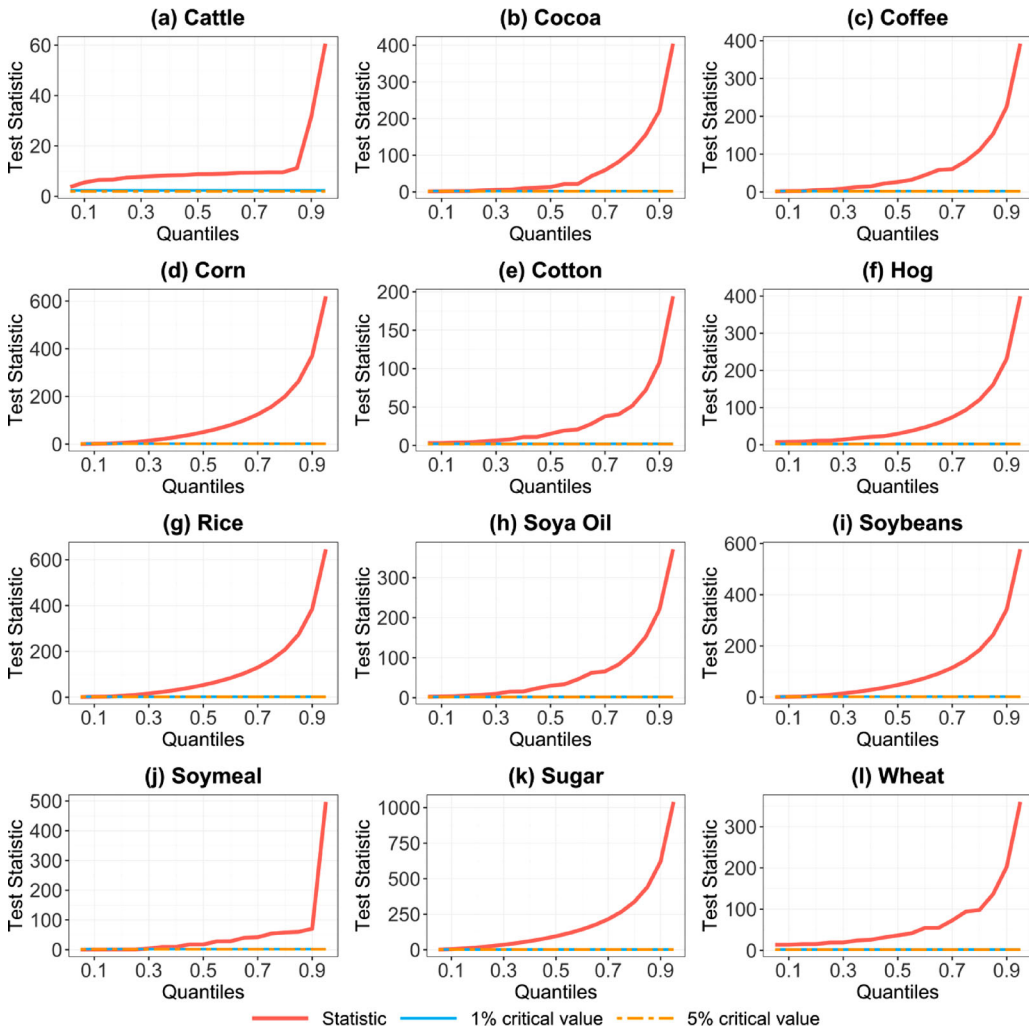 (a) Cattle
(b) Cocoa
(c) Coffee
Test Statistic
60
40
20
0
0.1 0.3 0.5 0.7 0.9
Quantiles
Test Statistic
400
300
200
100
0
0.1 0.3 0.5 0.7 0.9
Quantiles
Test Statistic
400
300
200
100
0
0.1 0.3 0.5 0.7 0.9
Quantiles
(d) Corn
(e) Cotton
(f) Hog
Test Statistic
600
400
200
0
0.1 0.3 0.5 0.7 0.9
Quantiles
Test Statistic
200
150
100
50
0
0.1 0.3 0.5 0.7 0.9
Quantiles
Test Statistic
400
300
200
100
0
0.1 0.3 0.5 0.7 0.9
Quantiles
(g) Rice
(h) Soya Oil
(i) Soybeans
Test Statistic
600
400
200
0
0.1 0.3 0.5 0.7 0.9
Quantiles
Test Statistic
300
200
100
0
0.1 0.3 0.5 0.7 0.9
Quantiles
Test Statistic
600
400
200
0
0.1 0.3 0.5 0.7 0.9
Quantiles
(j) Soymeal
(k) Sugar
(l) Wheat
Test Statistic
500
400
300
200
100
0
0.1 0.3 0.5 0.7 0.9
Quantiles
Test Statistic
1000
750
500
250
0
0.1 0.3 0.5 0.7 0.9
Quantiles
Test Statistic
300
200
100
0
0.1 0.3 0.5 0.7 0.9
Quantiles
Statistic 1% critical value 5% critical value